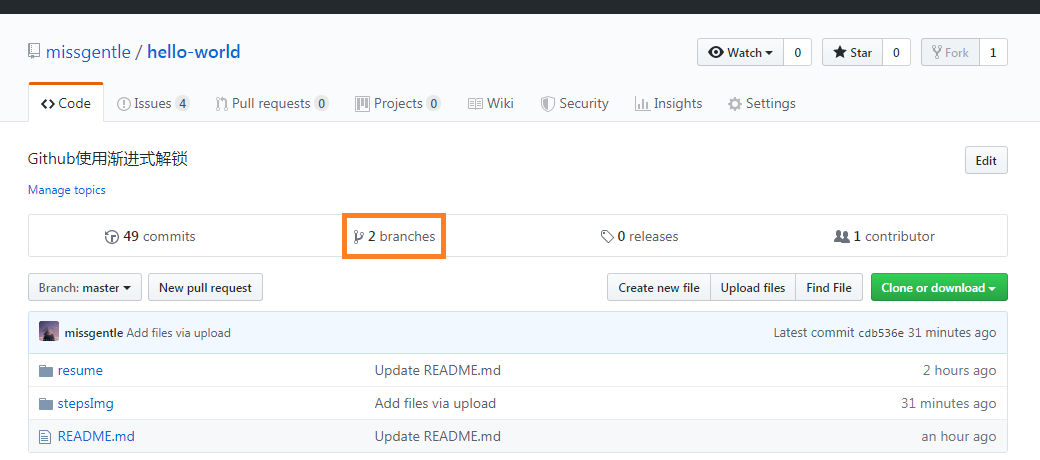 missgentle / hello-world
Watch 0 Star 0 Fork 1
Code Issues 4 Pull requests 0 Projects 0 Wiki Security Insights Settings
Github使用渐进式解锁
Edit
Manage topics
49 commits 2 branches 0 releases 1 contributor
Branch: master New pull request Create new file Upload files Find File Clone or download
missgentle Add files via upload Latest commit cdb536e 31 minutes ago
resume Update README.md 2 hours ago
stepsImg Add files via upload 31 minutes ago
README.md Update README.md an hour ago